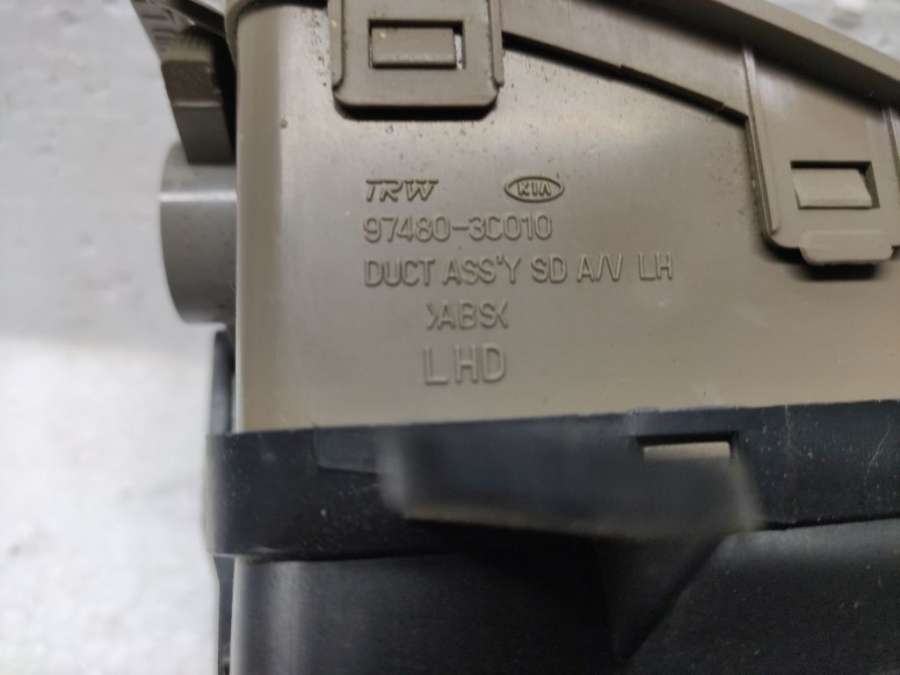 TRW KIA
97480-3C010
DUCT ASS'Y SD A/V LH
>ABS<
LHD